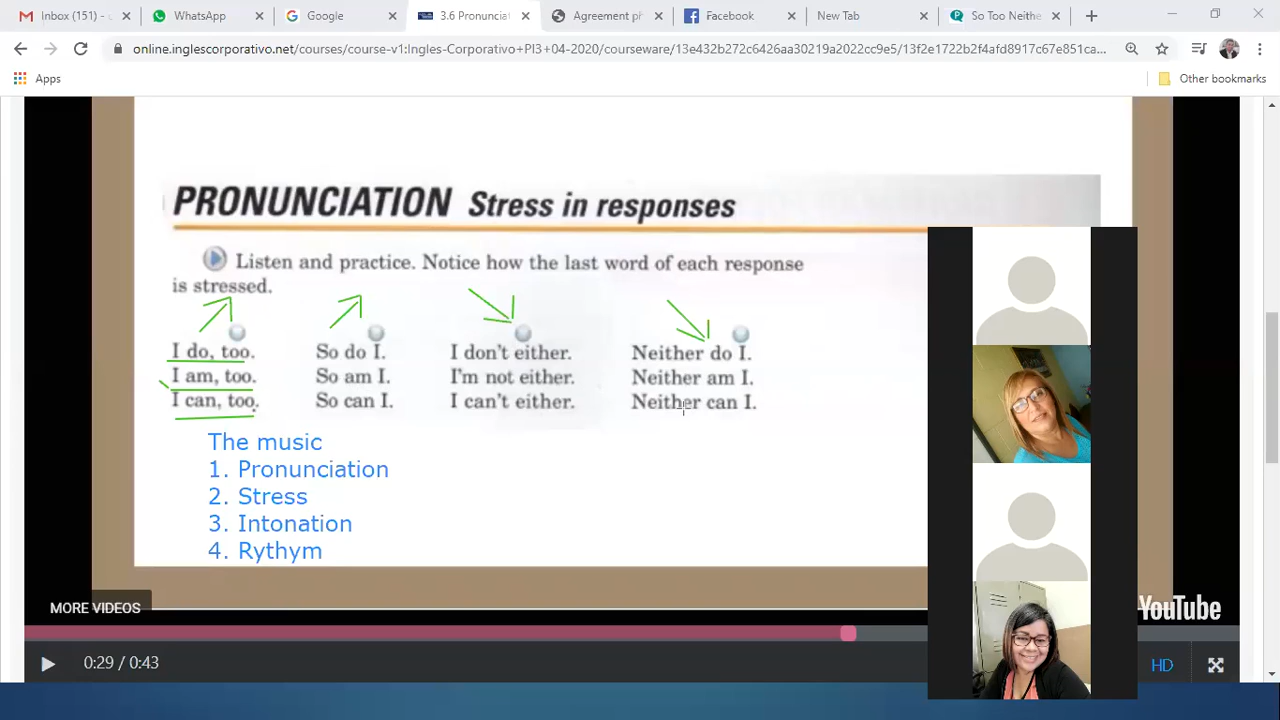 Inbox (151) - s
WhatsApp
Google
3.6 Pronunciat
Agreement ph
Facebook
New Tab
So Too Neithe
online.inglescorporativo.net/courses/course-v1:Ingles-Corporativo+PI3+04-2020/courseware/13e432b272c6426aa30219a2022cc9e5/13f2e1722b2f4afd8917c67e851ca...
Apps
Other bookmarks
PRONUNCIATION Stress in responses
Listen and practice. Notice how the last word of each response
is stressed.
I do, too. So do I. I don't either. Neither do I.
I am, too. So am I. I'm not either. Neither am I.
I can, too. So can I. I can't either. Neither can I.
The music
1. Pronunciation
2. Stress
3. Intonation
4. Rythym
MORE VIDEOS
YouTube
0:29 / 0:43
HD